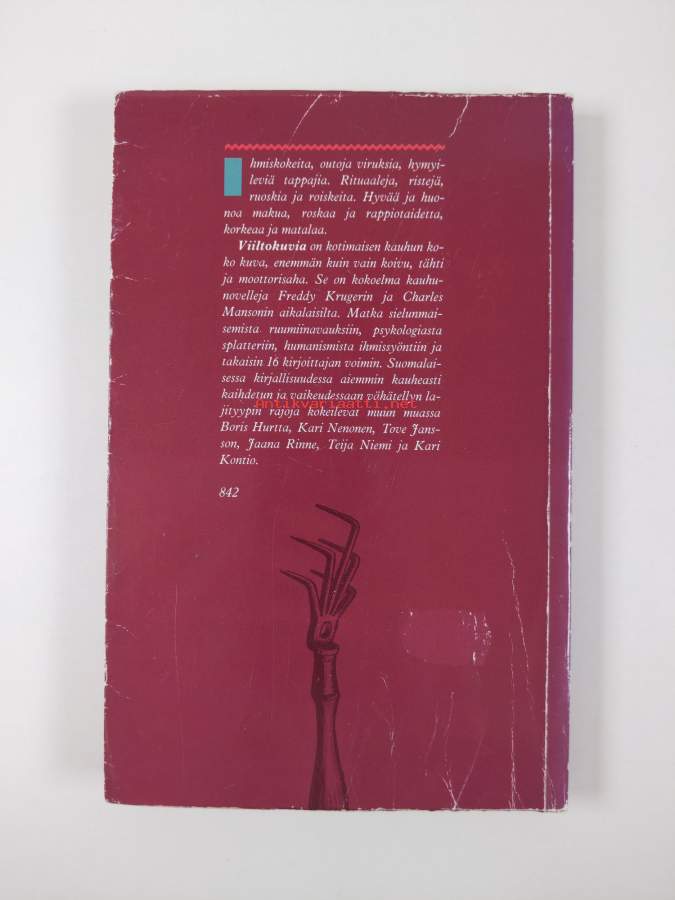 Ihmiskokeita, outoja viruksia, hymyi-
leviä tappajia. Rituaaleja, ristejä,
ruoskia ja roiskeita. Hyvää ja huo-
noa makua, roskaa ja rappiotaidetta,
korkeaa ja matalaa.
Viiltokuvia on kotimaisen kauhun ko-
ko kuva, enemmän kuin vain koivu, tähti
ja moottorisaha. Se on kokoelma kauhu-
novelleja Freddy Krugerin ja Charles
Mansonin aikalaisilta. Matka sielunmai-
semista ruumiinavauksiin, psykologiasta
splatteriin, humanismista ihmissyöntiin ja
takaisin 16 kirjoittajan voimin. Suomalai-
sessa kirjallisuudessa aiemmin kauheasti
kaihdetun ja vaikeudessaan vähätellyn la-
antikvariaatti.net
jityypin rajoja kokeilevat muun muassa
Boris Hurtta, Kari Nenonen, Tove Jans-
son, Jaana Rinne, Teija Niemi ja Kari
Kontio.
842